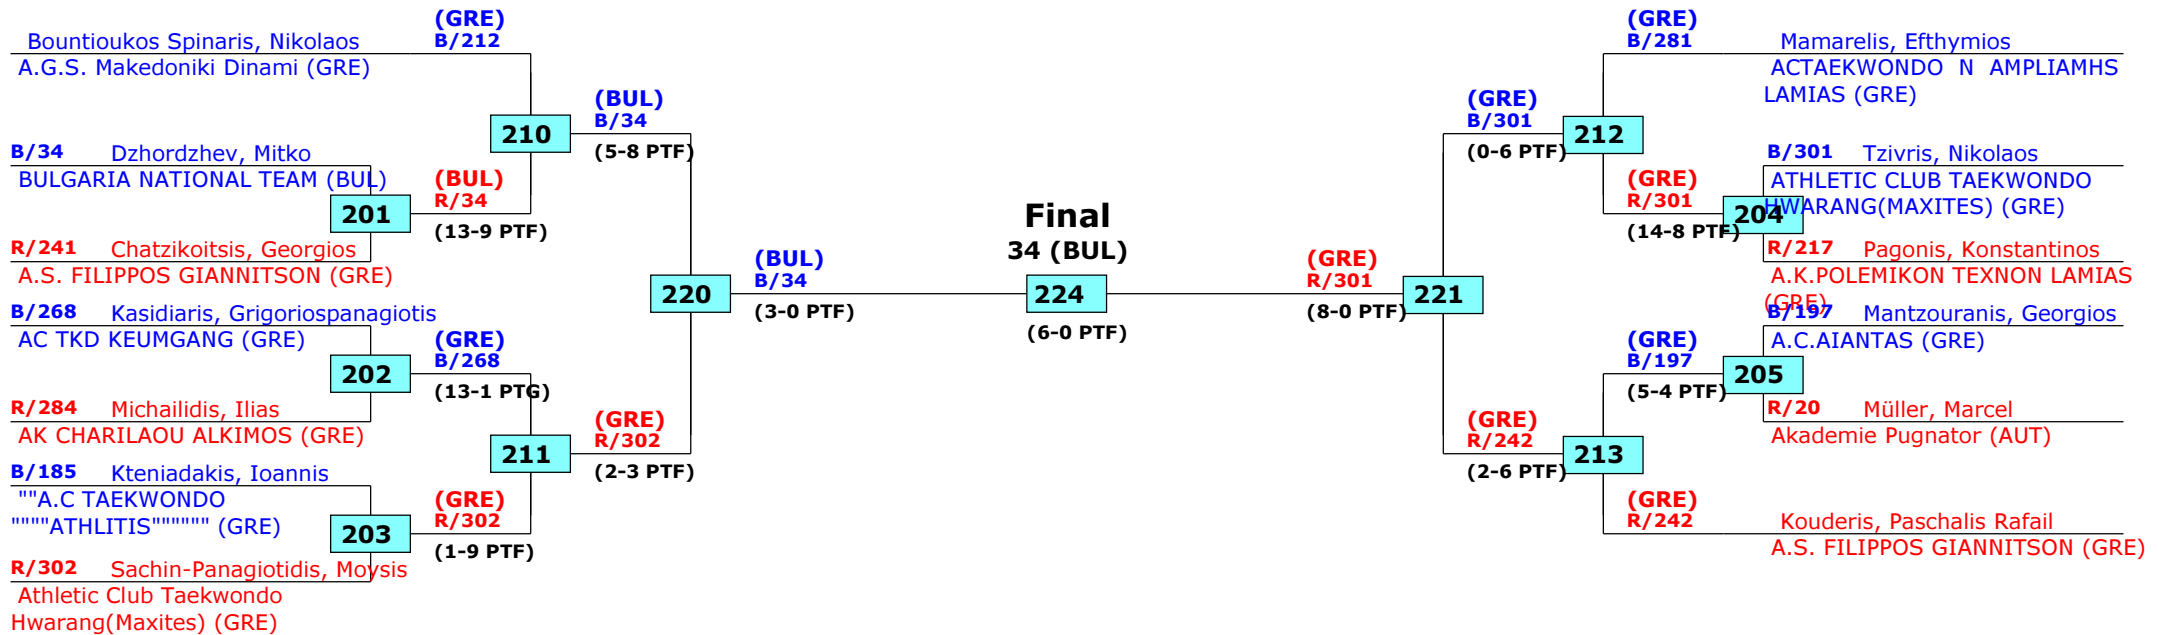 (GRE)
Bountioukos Spinaris, Nikolaos B/212
A.G.S. Makedoniki Dinami (GRE)
(BUL)
210 B/34
(5-8 PTF)
B/34 Dzhordzhev, Mitko
BULGARIA NATIONAL TEAM (BUL)
(BUL)
201 R/34
(13-9 PTF)
R/241 Chatzikoitsis, Georgios
A.S. FILIPPOS GIANNITSON (GRE)
(BUL)
220 B/34
(3-0 PTF)
B/268 Kasidiaris, Grigoriospanagiotis
AC TKD KEUMGANG (GRE)
(GRE)
B/268
202
(13-1 PTG)
R/284 Michailidis, Ilias
AK CHARILAOU ALKIMOS (GRE)
(GRE)
R/302
211
(2-3 PTF)
B/185 Kteniadakis, Ioannis
""A.C TAEKWONDO
""""ATHLITIS"""""" (GRE)
(GRE)
R/302
203
(1-9 PTF)
R/302 Sachin-Panagiotidis, Moysis
Athletic Club Taekwondo
Hwarang(Maxites) (GRE)
Final
34 (BUL)
224
(6-0 PTF)
(GRE)
B/281 Mamarelis, Efthymios
ACTAEKWONDO N AMPLIAMHS
LAMIAS (GRE)
(GRE)
B/301
212
(0-6 PTF)
B/301 Tzivris, Nikolaos
ATHLETIC CLUB TAEKWONDO
HWARANG(MAXITES) (GRE)
(GRE)
R/301
204
(14-8 PTF)
R/217 Pagonis, Konstantinos
A.K.POLEMIKON TEXNON LAMIAS
(GRE)
(GRE)
R/301
221
(8-0 PTF)
B/197 Mantzouranis, Georgios
A.C.AIANTAS (GRE)
(GRE)
B/197
205
(5-4 PTF)
R/20 Müller, Marcel
Akademie Pugnator (AUT)
(GRE)
R/242
213
(2-6 PTF)
(GRE)
R/242 Kouderis, Paschalis Rafail
A.S. FILIPPOS GIANNITSON (GRE)